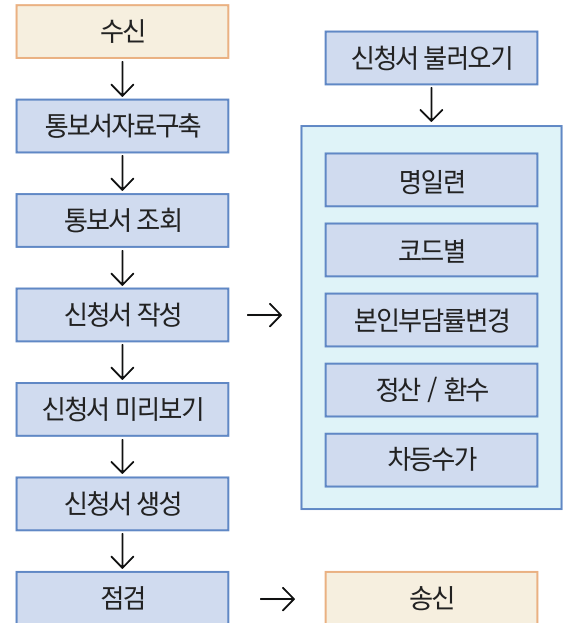 수신
통보서자료구축
통보서 조회
신청서 작성
신청서 미리보기
신청서 생성
점검
신청서 불러오기
명일련
코드별
본인부담률변경
정산 / 환수
차등수가
송신